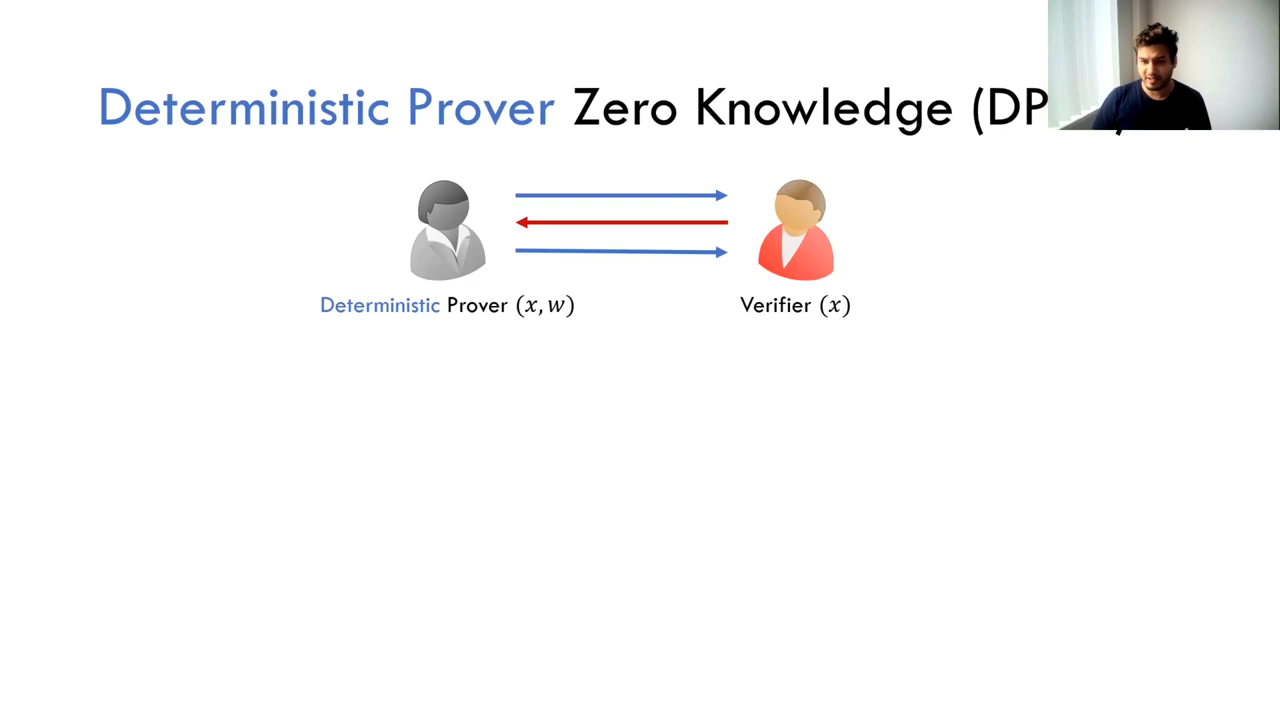 Deterministic Prover Zero Knowledge (DP
Deterministic Prover (x, w)
Verifier (x)